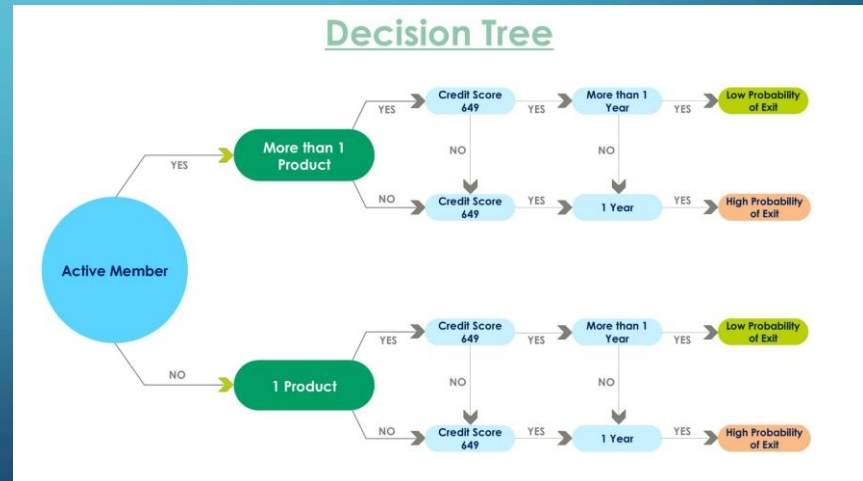 Decision Tree
Credit Score
649
More than 1
Year
Low Probability
of Exit
YES
YES
YES
More than 1
Product
YES
NO
NO
NO
Credit Score
649
YES
1 Year
YES
High Probability
of Exit
Active Member
Credit Score
649
More than 1
Year
Low Probability
of Exit
YES
YES
YES
NO
1 Product
NO
NO
NO
Credit Score
649
YES
1 Year
YES
High Probability
of Exit